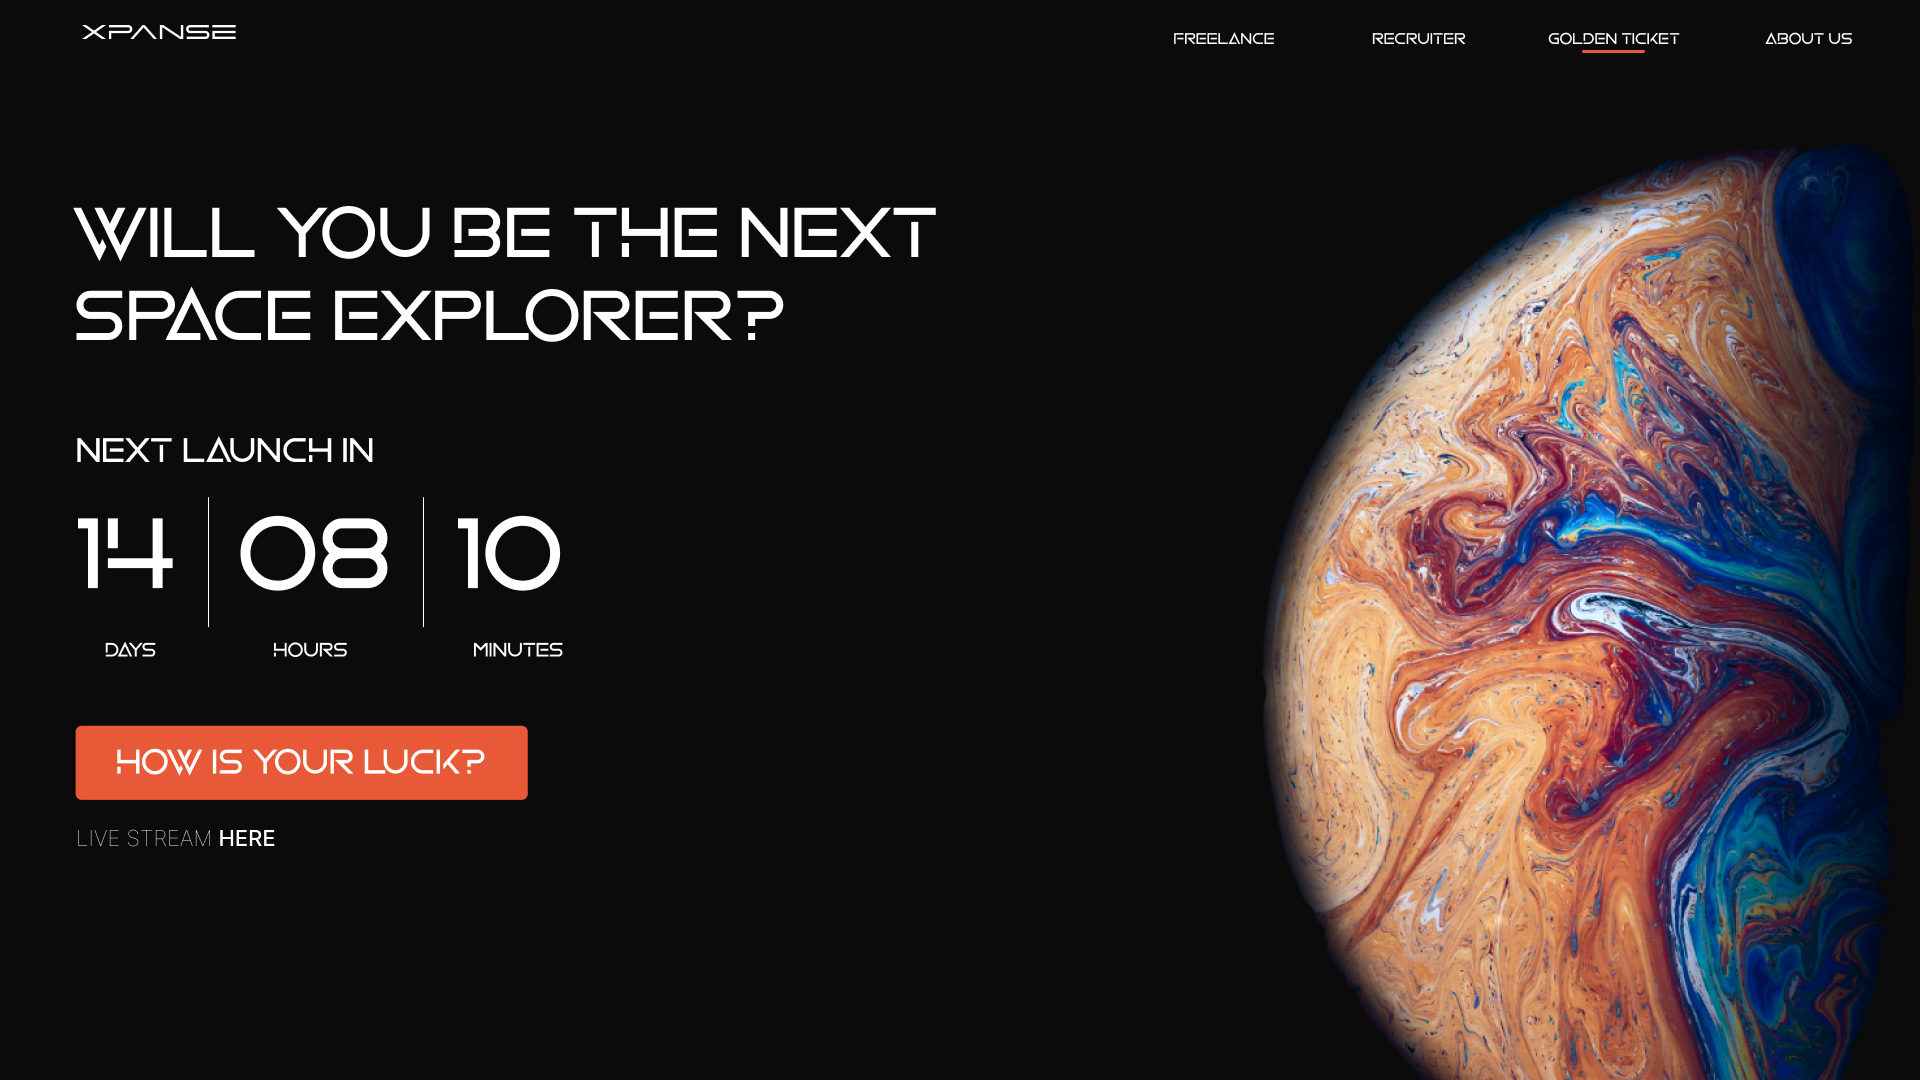 XPANSE
FREELANCE
RECRUITER
GOLDEN TICKET
ABOUT US
WILL YOU BE THE NEXT
SPACE EXPLORER?
NEXT LAUNCH IN
14
08
10
DAYS
HOURS
MINUTES
HOW IS YOUR LUCK?
LIVE STREAM HERE